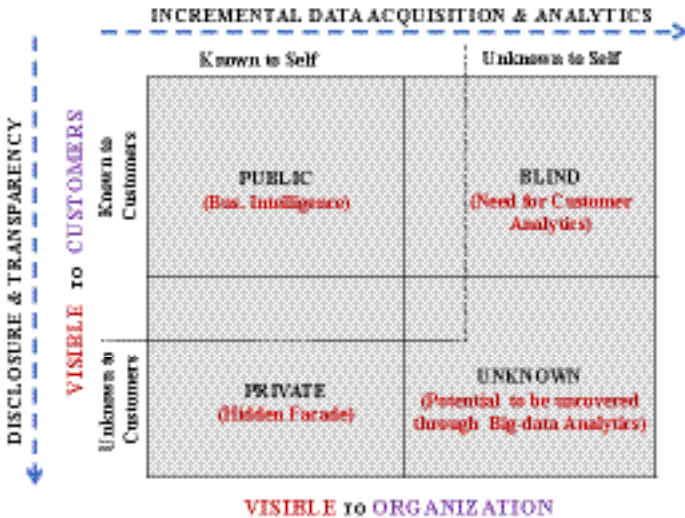 INCREMENTAL DATA ACQUISITION & ANALYTICS
Known to Self
Unknown to Self
DISCLOSURE & TRANSPARENCY
VISIBLE TO CUSTOMERS
Known to
Customers
PUBLIC
(Bus. Intelligence)
BLIND
(Need for Customer
Analytics)
Unknown to
Customers
PRIVATE
(Hidden Facade)
UNKNOWN
(Potential to be uncovered
through Big-data Analytics)
VISIBLE TO ORGANIZATION